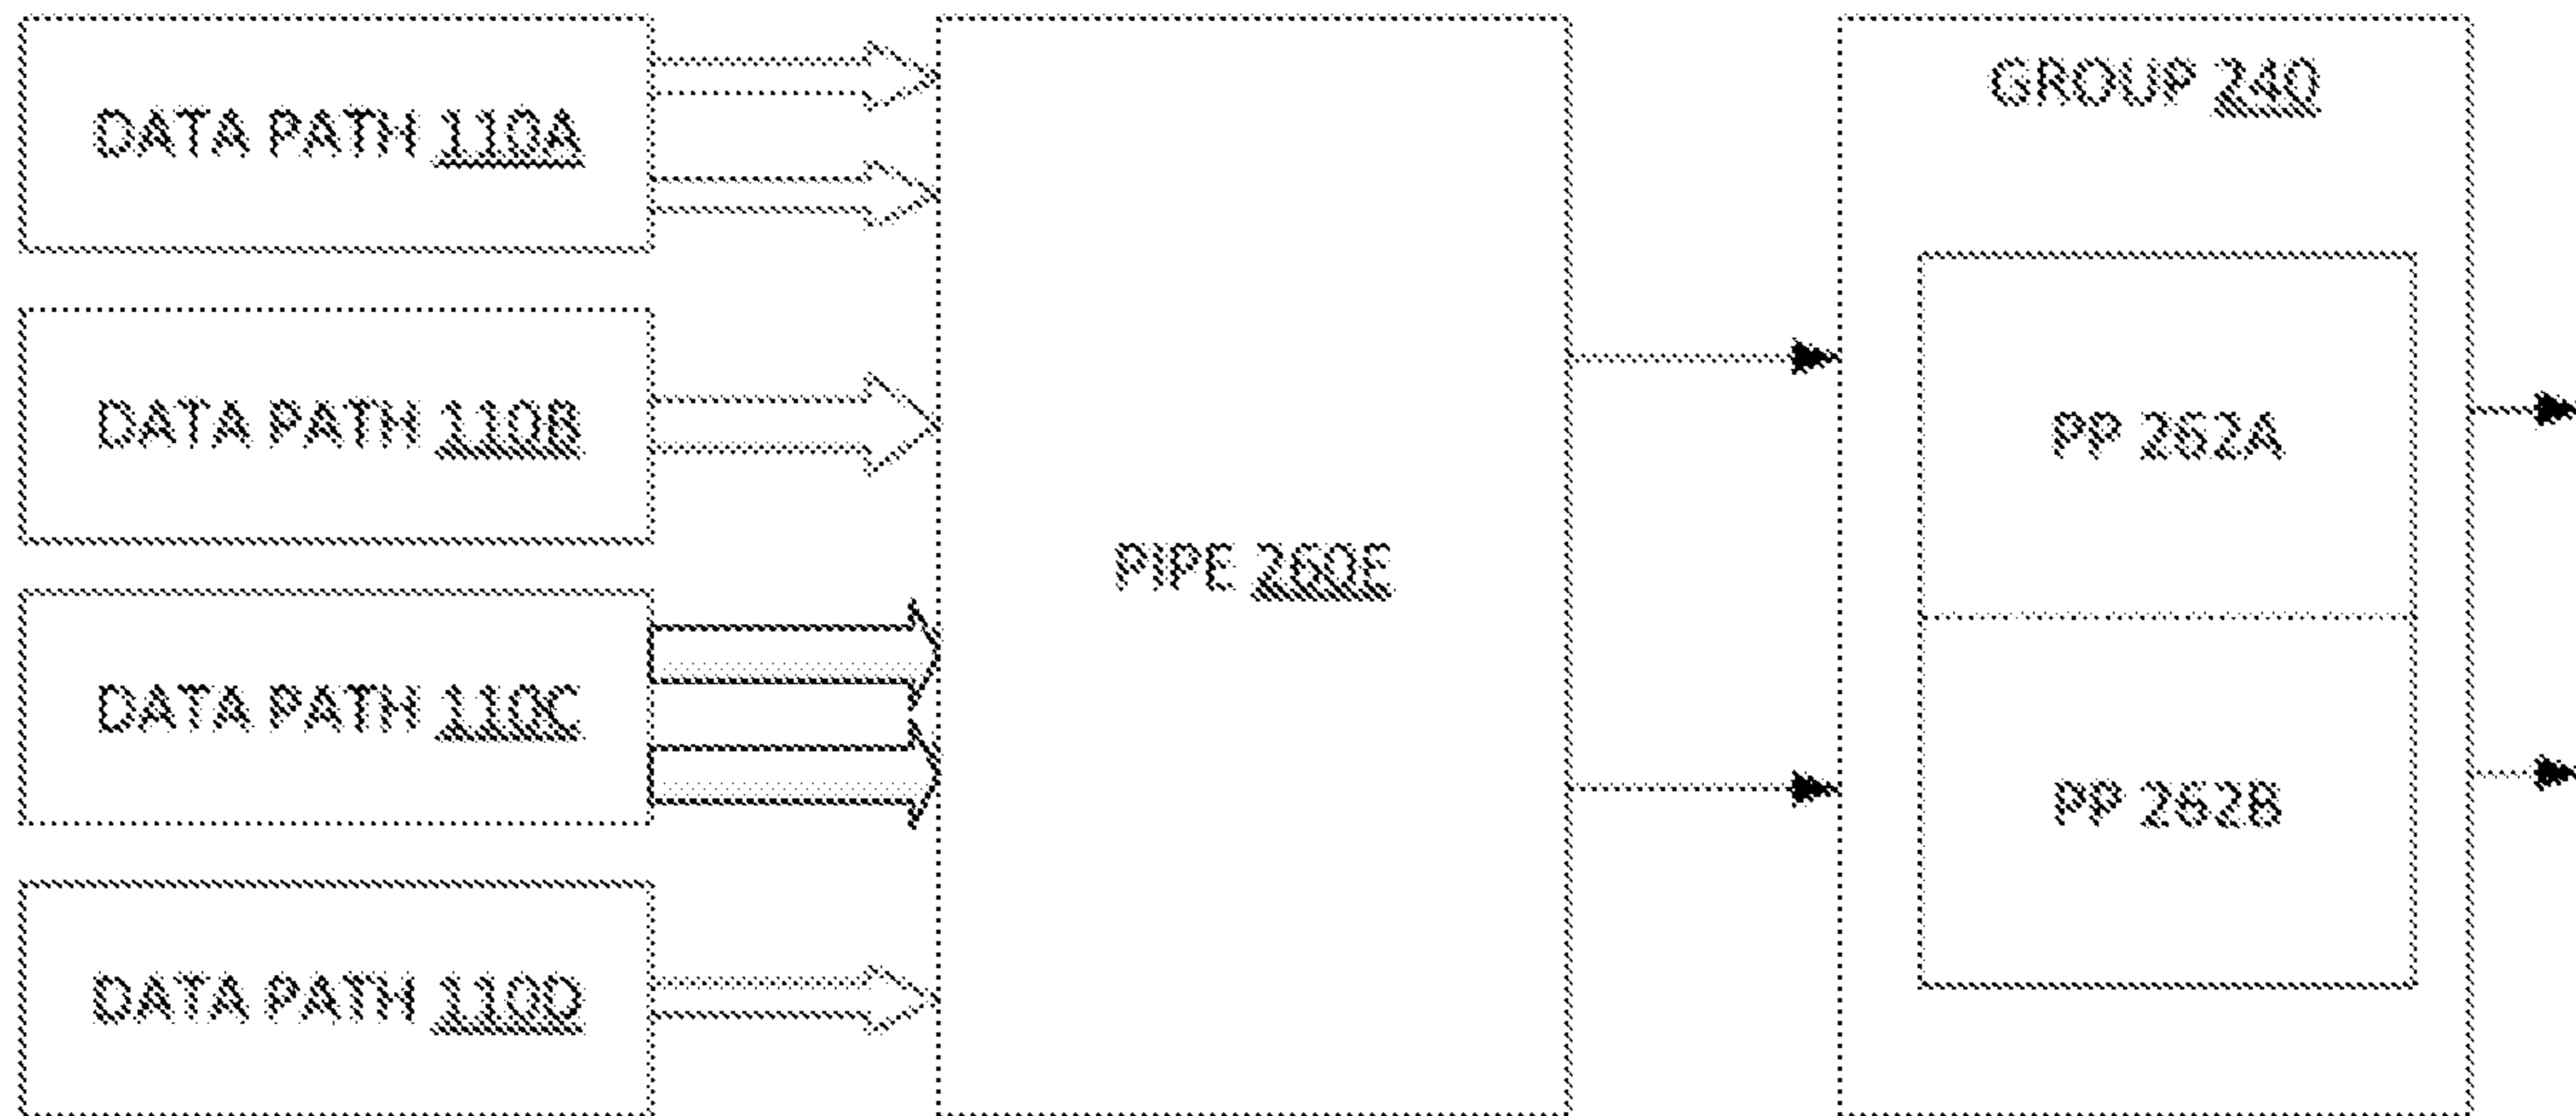 DATA PATH 110A
DATA PATH 110B
DATA PATH 110C
DATA PATH 110D
PIPE 260E
GROUP 240
PP 262A
PP 262B